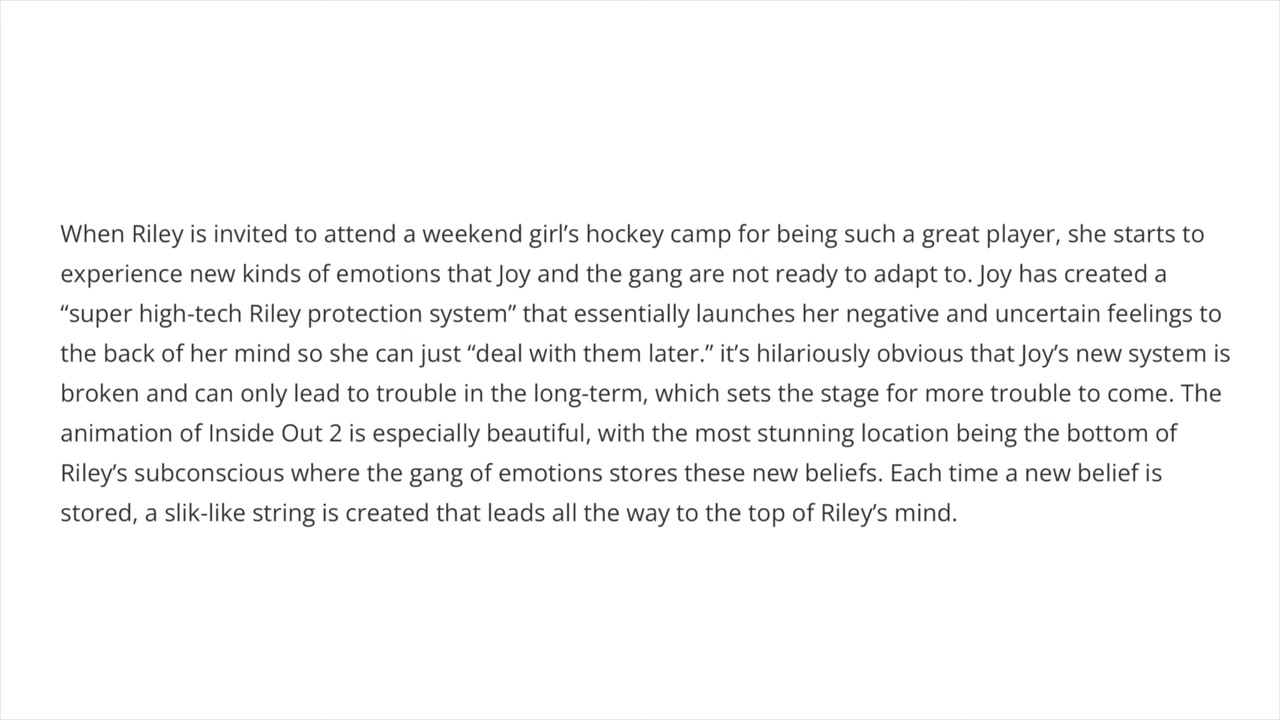 When Riley is invited to attend a weekend girl’s hockey camp for being such a great player, she starts to
experience new kinds of emotions that Joy and the gang are not ready to adapt to. Joy has created a
“super high-tech Riley protection system” that essentially launches her negative and uncertain feelings to
the back of her mind so she can just “deal with them later.” it’s hilariously obvious that Joy’s new system is
broken and can only lead to trouble in the long-term, which sets the stage for more trouble to come. The
animation of Inside Out 2 is especially beautiful, with the most stunning location being the bottom of
Riley’s subconscious where the gang of emotions stores these new beliefs. Each time a new belief is
stored, a slik-like string is created that leads all the way to the top of Riley’s mind.